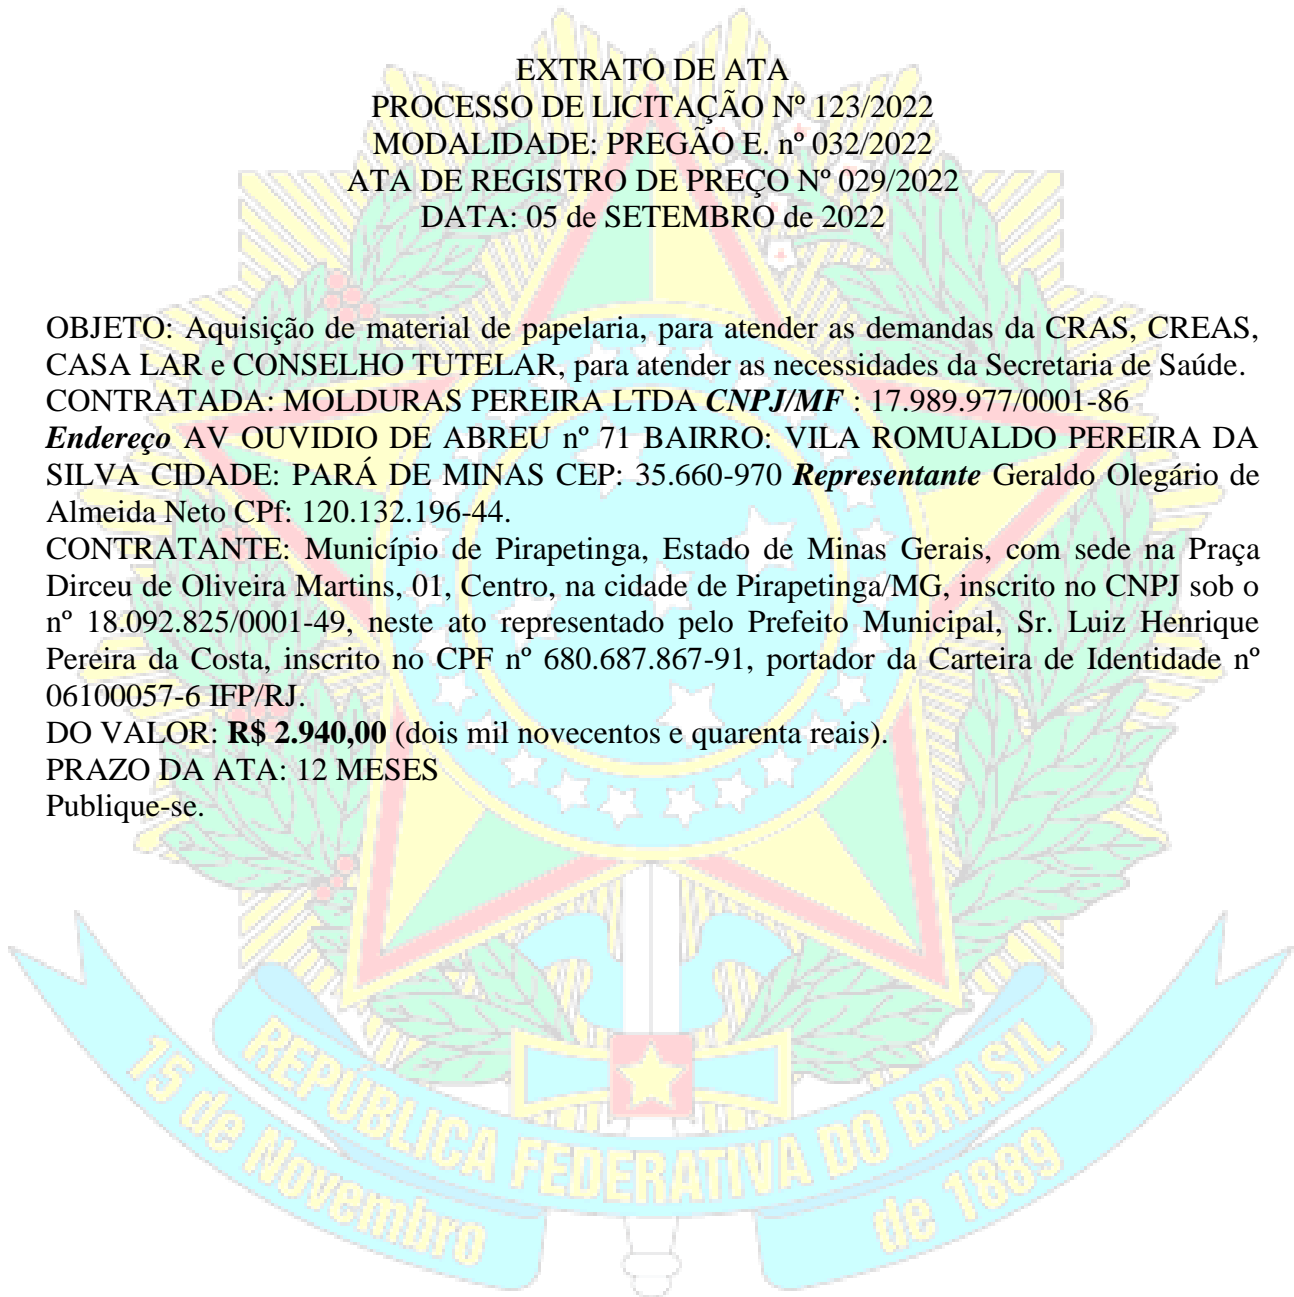 EXTRATO DE ATA
PROCESSO DE LICITAÇÃO Nº 123/2022
MODALIDADE: PREGÃO E. nº 032/2022
ATA DE REGISTRO DE PREÇO Nº 029/2022
DATA: 05 de SETEMBRO de 2022
OBJETO: Aquisição de material de papelaria, para atender as demandas da CRAS, CREAS,
CASA LAR e CONSELHO TUTELAR, para atender as necessidades da Secretaria de Saúde.
CONTRATADA: MOLDURAS PEREIRA LTDA CNPJ/MF : 17.989.977/0001-86
Endereço AV OUVIDIO DE ABREU nº 71 BAIRRO: VILA ROMUALDO PEREIRA DA
SILVA CIDADE: PARÁ DE MINAS CEP: 35.660-970 Representante Geraldo Olegário de
Almeida Neto CPf: 120.132.196-44.
CONTRATANTE: Município de Pirapetinga, Estado de Minas Gerais, com sede na Praça
Dirceu de Oliveira Martins, 01, Centro, na cidade de Pirapetinga/MG, inscrito no CNPJ sob o
nº 18.092.825/0001-49, neste ato representado pelo Prefeito Municipal, Sr. Luiz Henrique
Pereira da Costa, inscrito no CPF nº 680.687.867-91, portador da Carteira de Identidade nº
06100057-6 IFP/RJ.
DO VALOR: R$ 2.940,00 (dois mil novecentos e quarenta reais).
PRAZO DA ATA: 12 MESES
Publique-se.
REPÚBLICA FEDERATIVA DO BRASIL
15 de Novembro de 1889